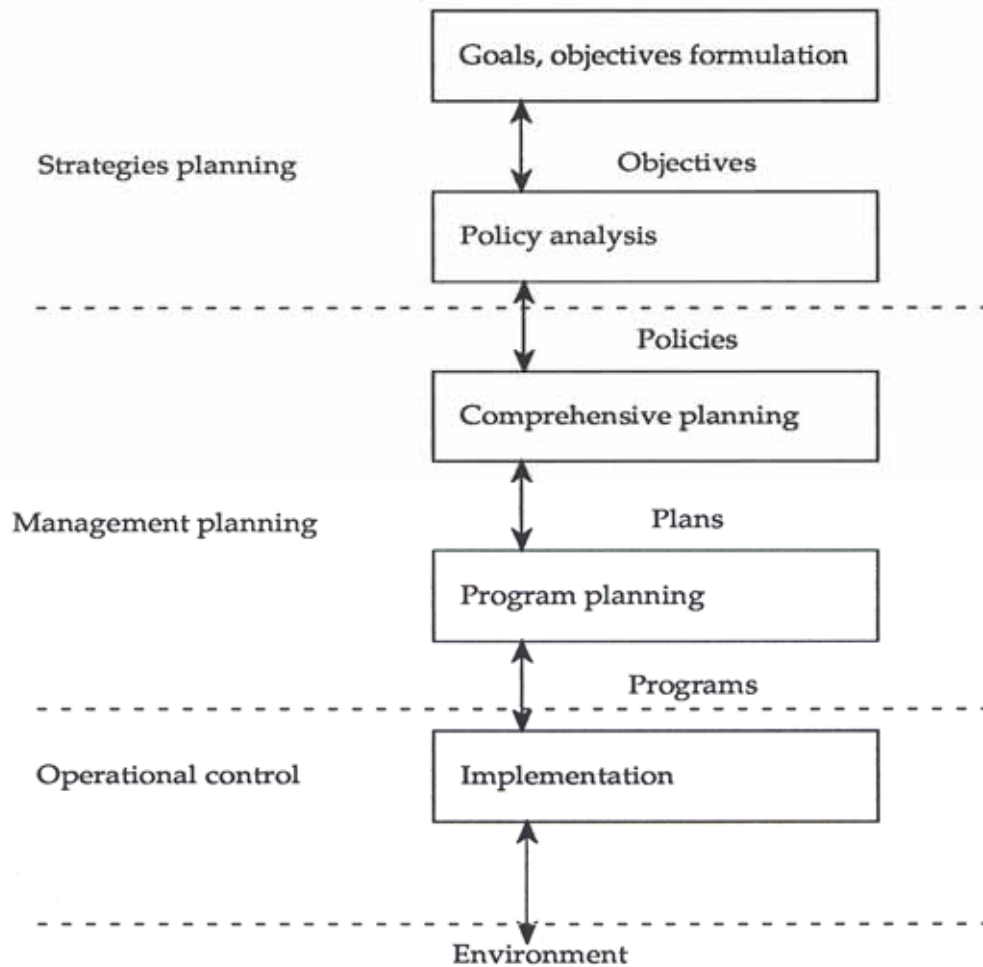 Goals, objectives formulation
Strategies planning
Objectives
Policy analysis
Policies
Comprehensive planning
Management planning
Plans
Program planning
Programs
Operational control
Implementation
Environment